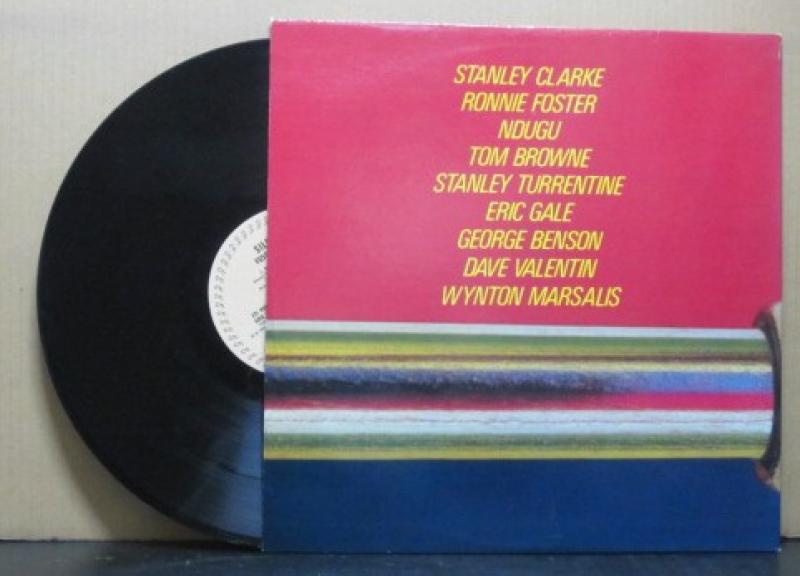 STANLEY CLARKE
RONNIE FOSTER
NDUGU
TOM BROWNE
STANLEY TURRENTINE
ERIC GALE
GEORGE BENSON
DAVE VALENTIN
WYNTON MARSALIS